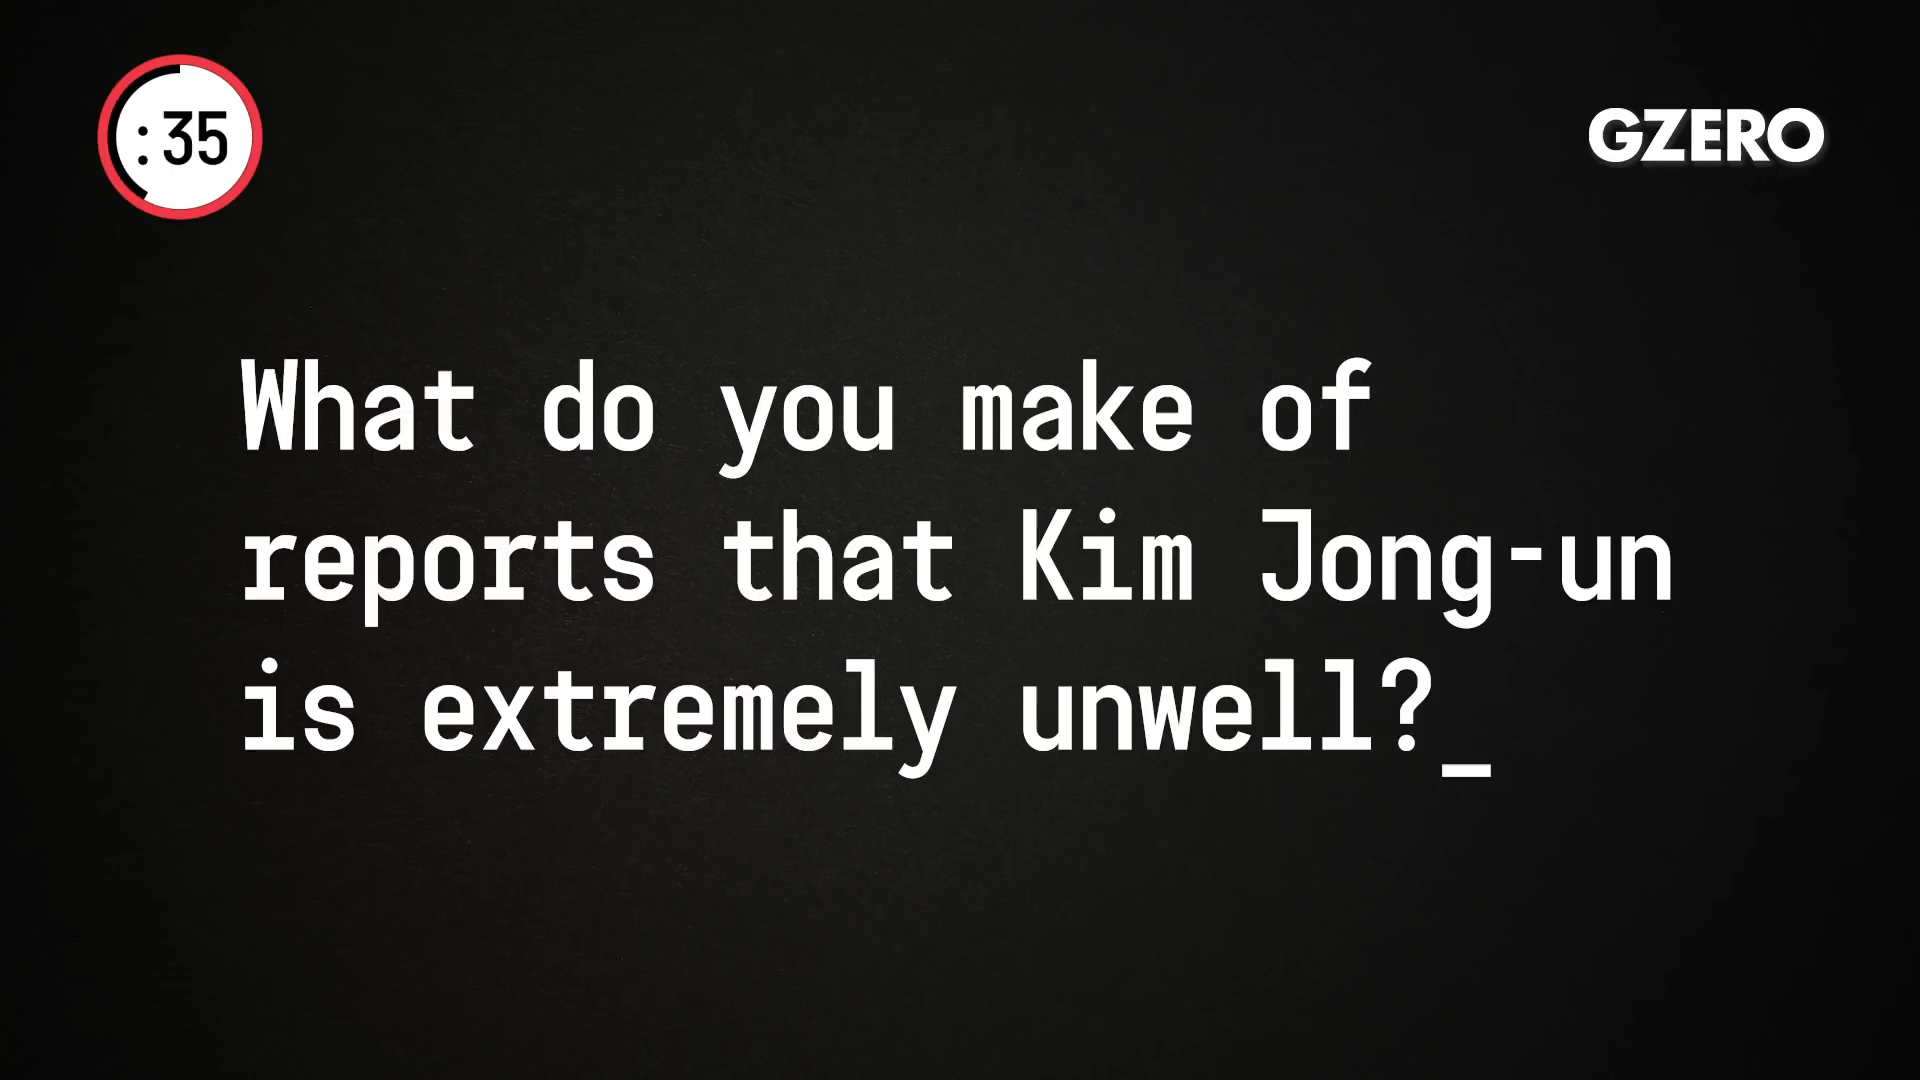 :35
GZERO
What do you make of
reports that Kim Jong-un
is extremely unwell?_